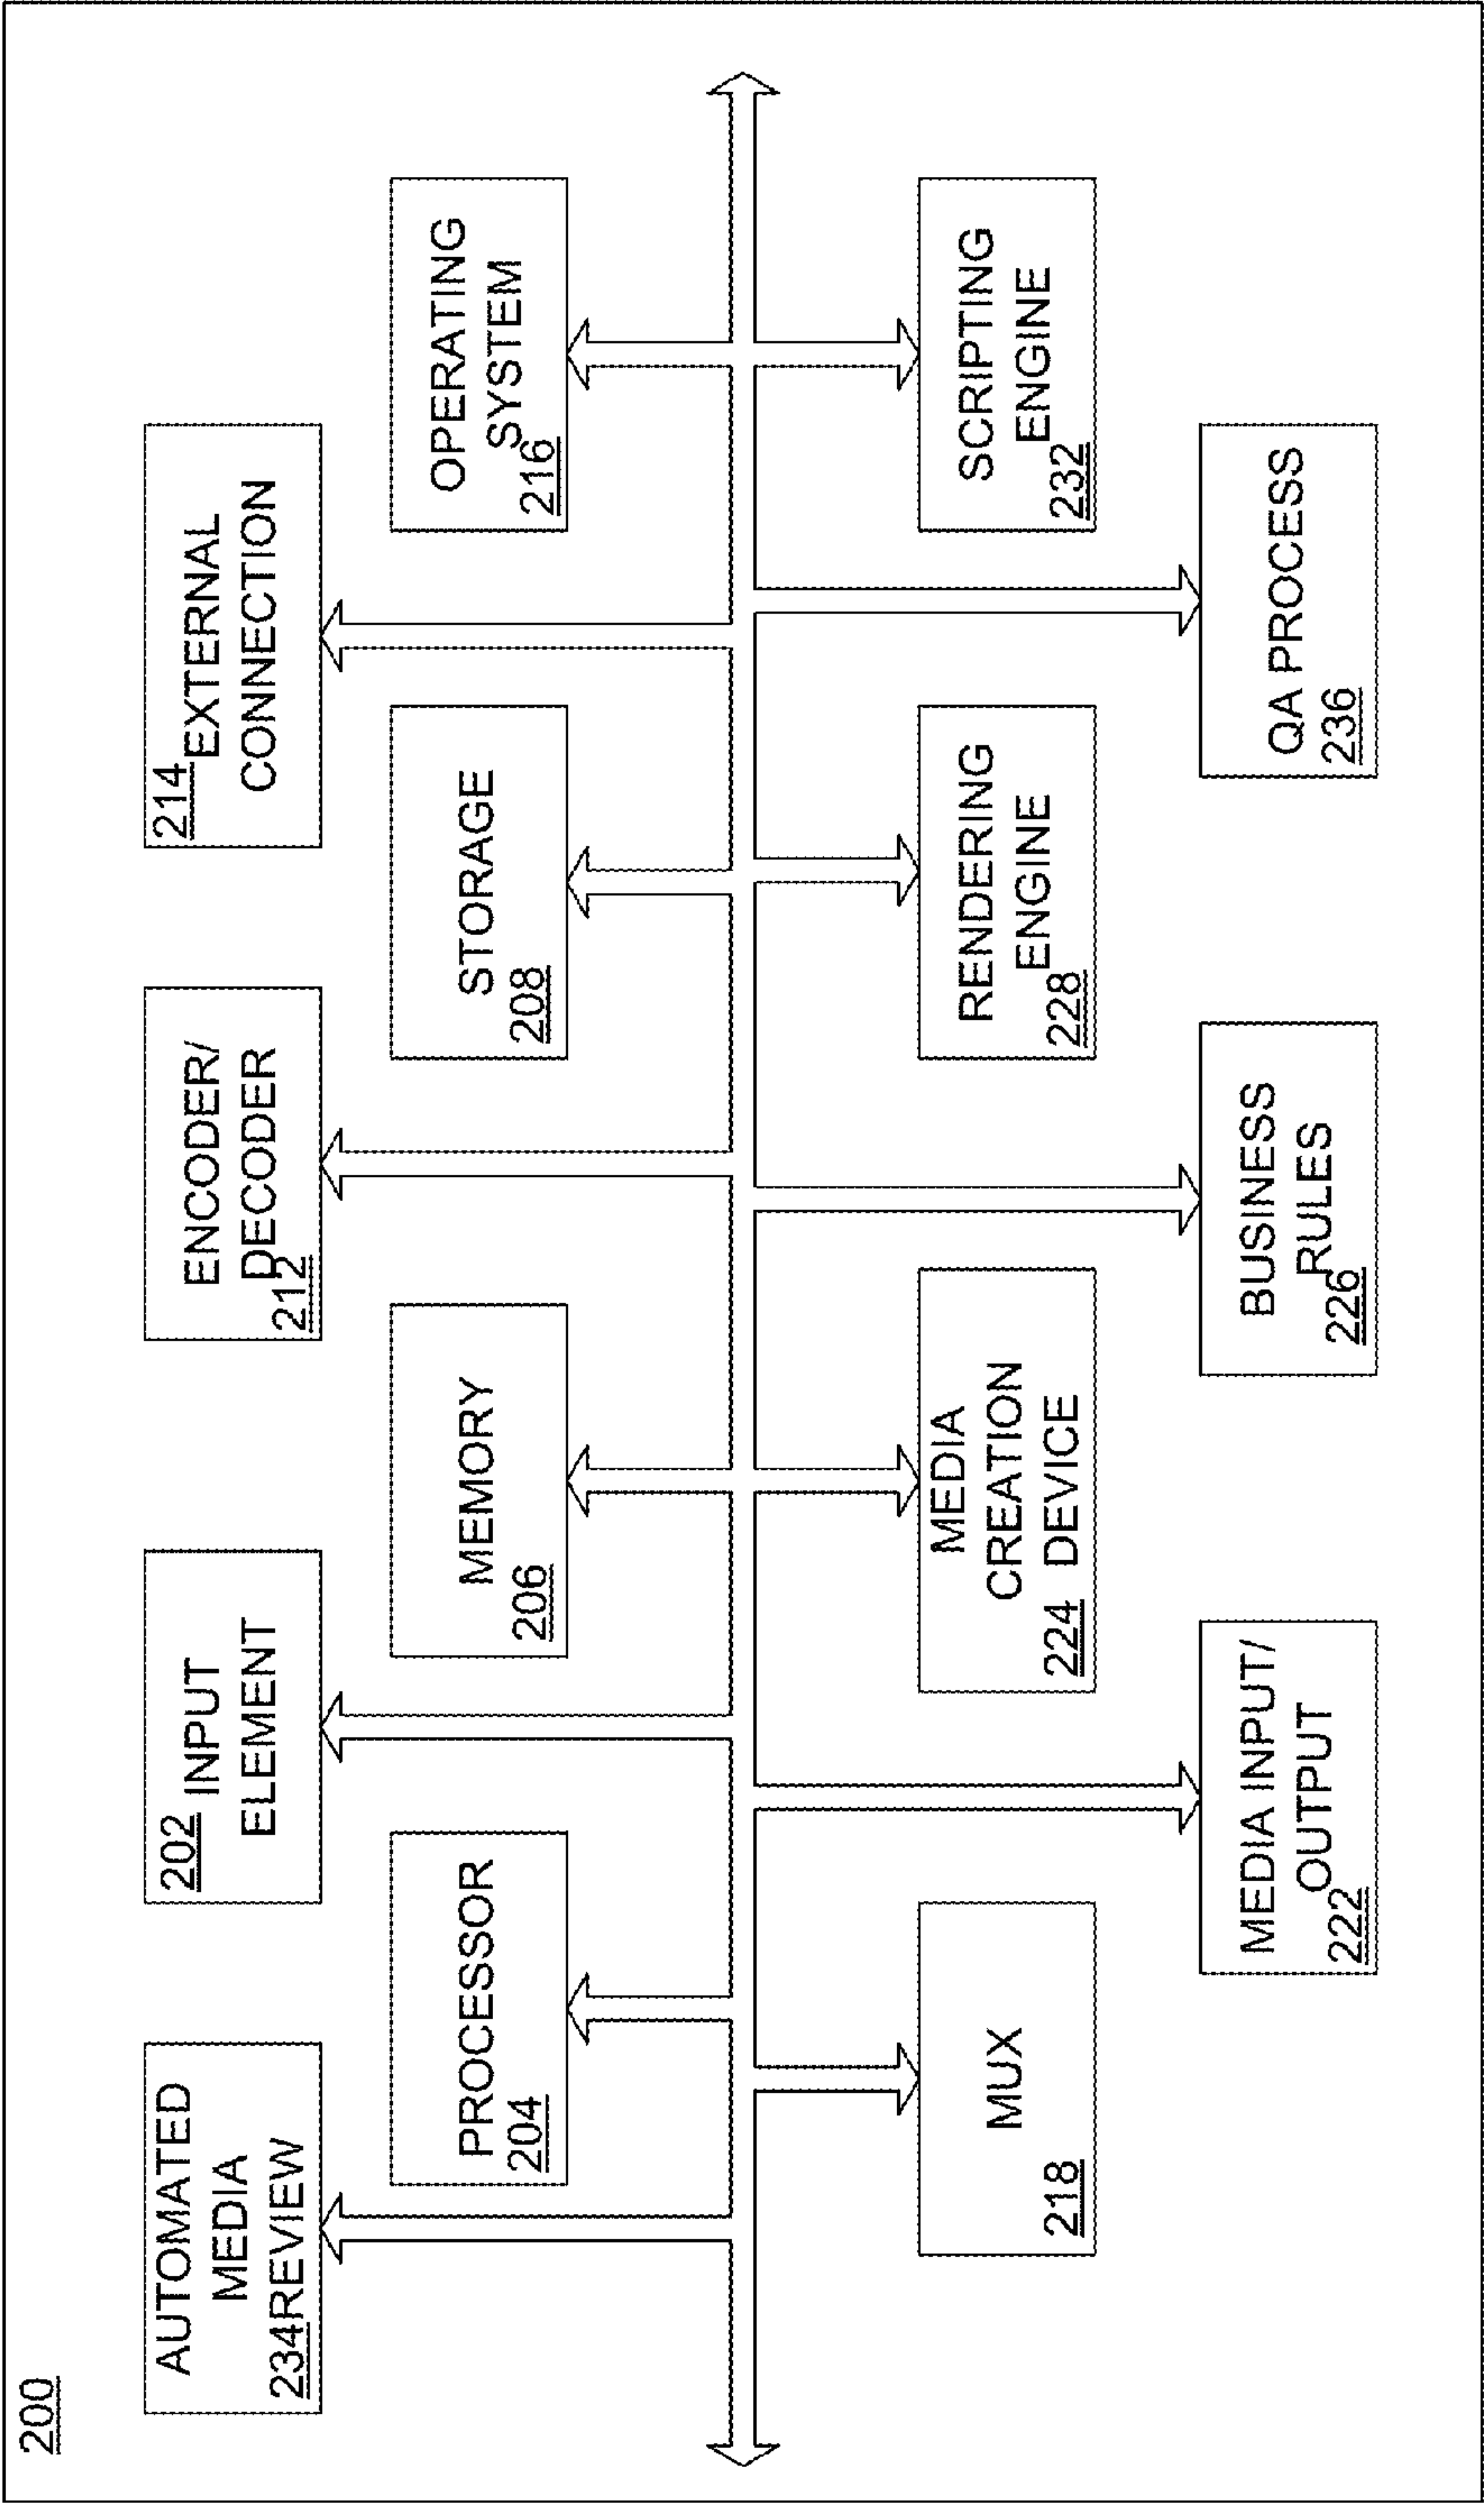 200
AUTOMATED
MEDIA
234 REVIEW
202 INPUT
ELEMENT
ENCODER/
DECODER
212
214
EXTERNAL
CONNECTION
PROCESSOR
204
MEMORY
206
STORAGE
208
OPERATING
SYSTEM
216
MUX
218
MEDIA
CREATION
224 DEVICE
RENDERING
ENGINE
228
SCRIPTING
ENGINE
232
MEDIA INPUT/
OUTPUT
222
BUSINESS
RULES
226
QA PROCESS
236